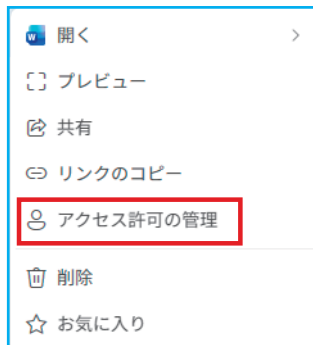 開く
プレビュー
共有
リンクのコピー
アクセス許可の管理
削除
お気に入り